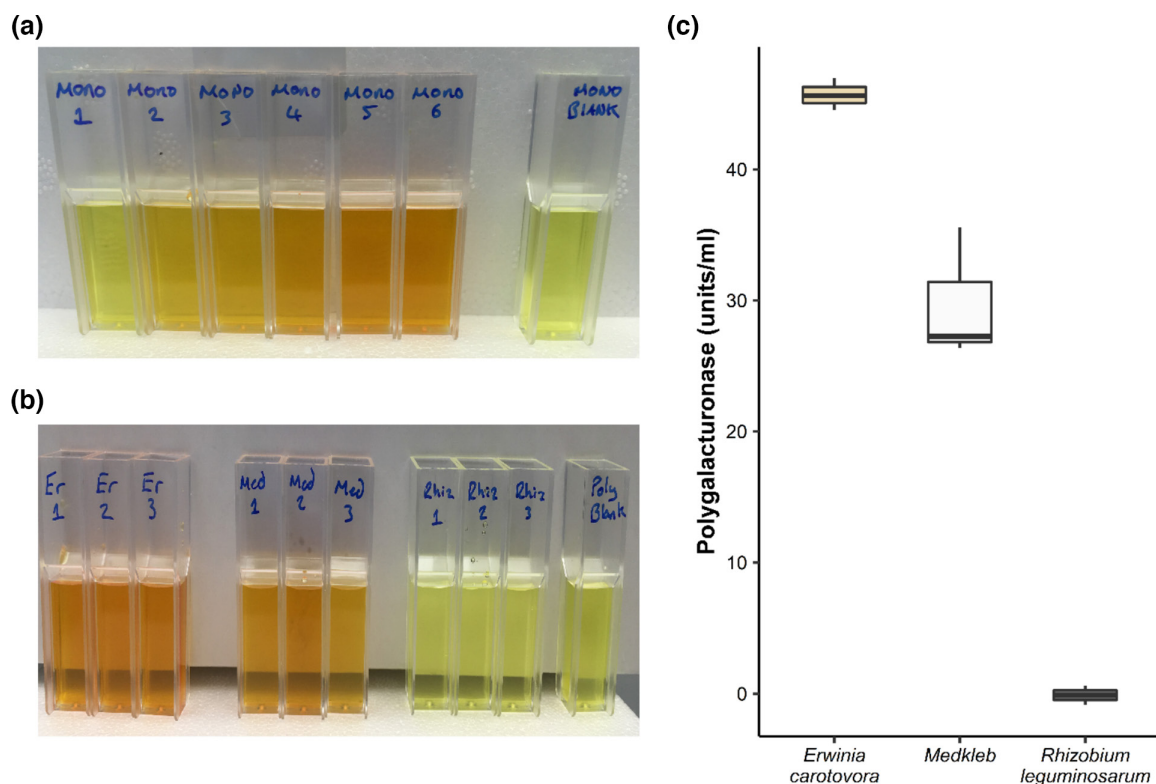 (a)
Mono Mono Mono Mono Mono Mono MONO
1 2 3 4 5 6 BLANK
(b)
Er Er Er Med Med Med Rhiz Rhiz Rhiz Poly
1 2 3 1 2 3 1 2 3 Blank
(c)
Polygalacturonase (units/ml)
40
30
20
10
0
Erwinia
carotovora
Medkleb
Rhizobium
leguminosarum